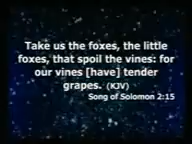 Take us the foxes, the little
foxes, that spoil the vines: for
our vines [have] tender
grapes. (KJV)
Song of Solomon 2:15